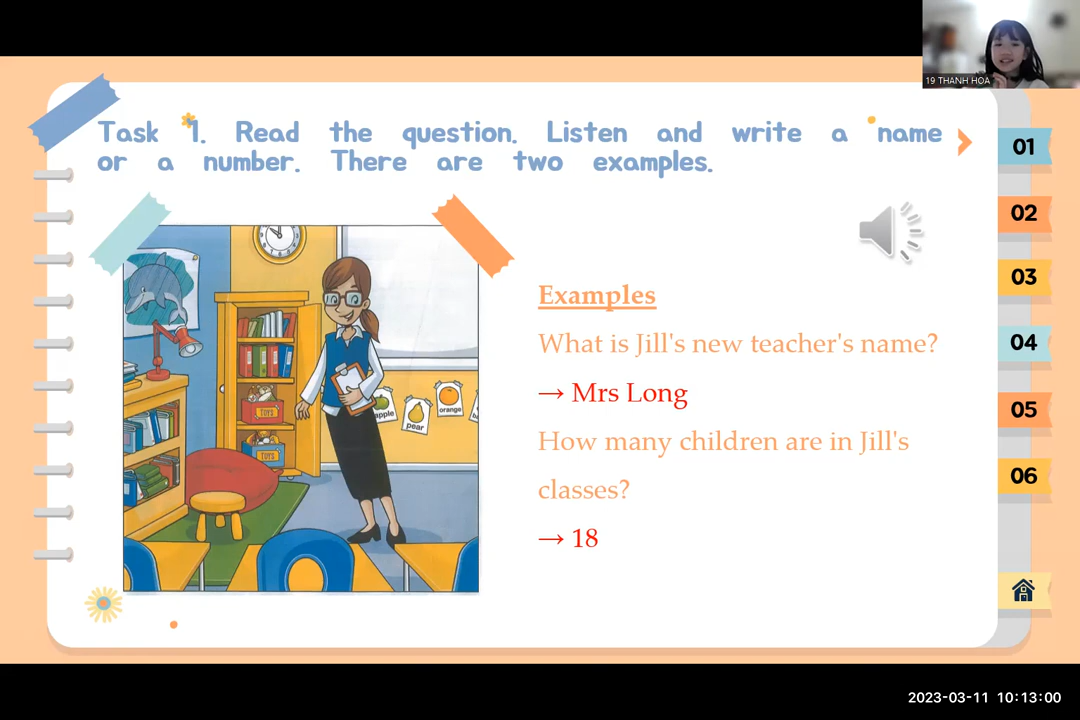 19 THANH HOA
Task 1. Read the question. Listen and write a name
or a number. There are two examples.
01
02
03
04
05
06
Examples
What is Jill's new teacher's name?
→ Mrs Long
How many children are in Jill's
classes?
→ 18
TOYS
TOYS
apple
pear
orange
2023-03-11 10:13:00